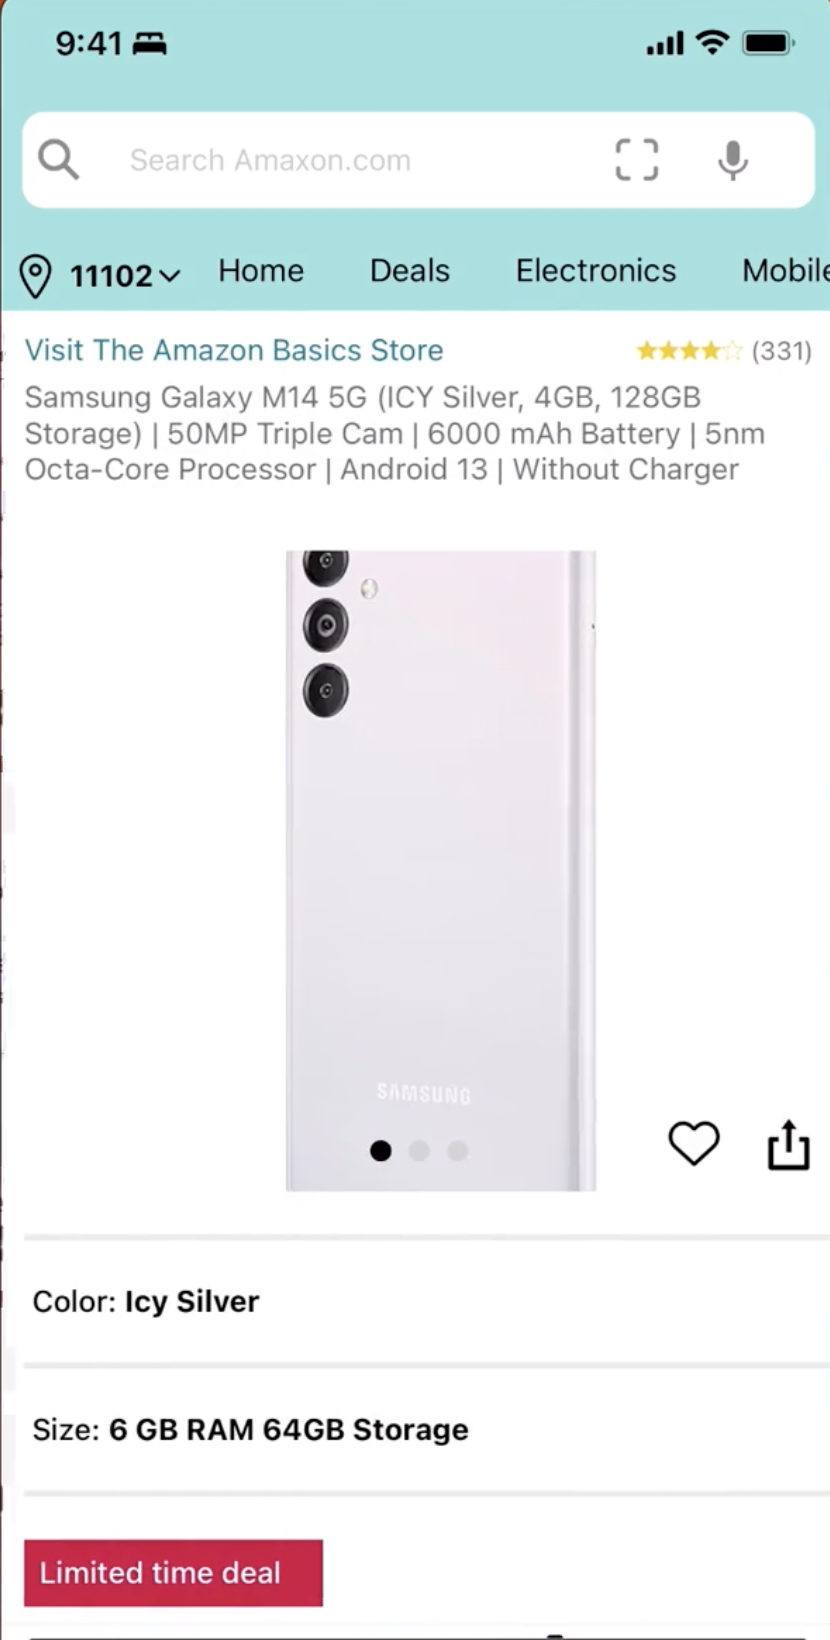 9:41
Search Amaxon.com
11102 Home Deals Electronics Mobile
Visit The Amazon Basics Store (331)
Samsung Galaxy M14 5G (ICY Silver, 4GB, 128GB
Storage) | 50MP Triple Cam | 6000 mAh Battery | 5nm
Octa-Core Processor | Android 13 | Without Charger
SAMSUNG
Color: Icy Silver
Size: 6 GB RAM 64GB Storage
Limited time deal